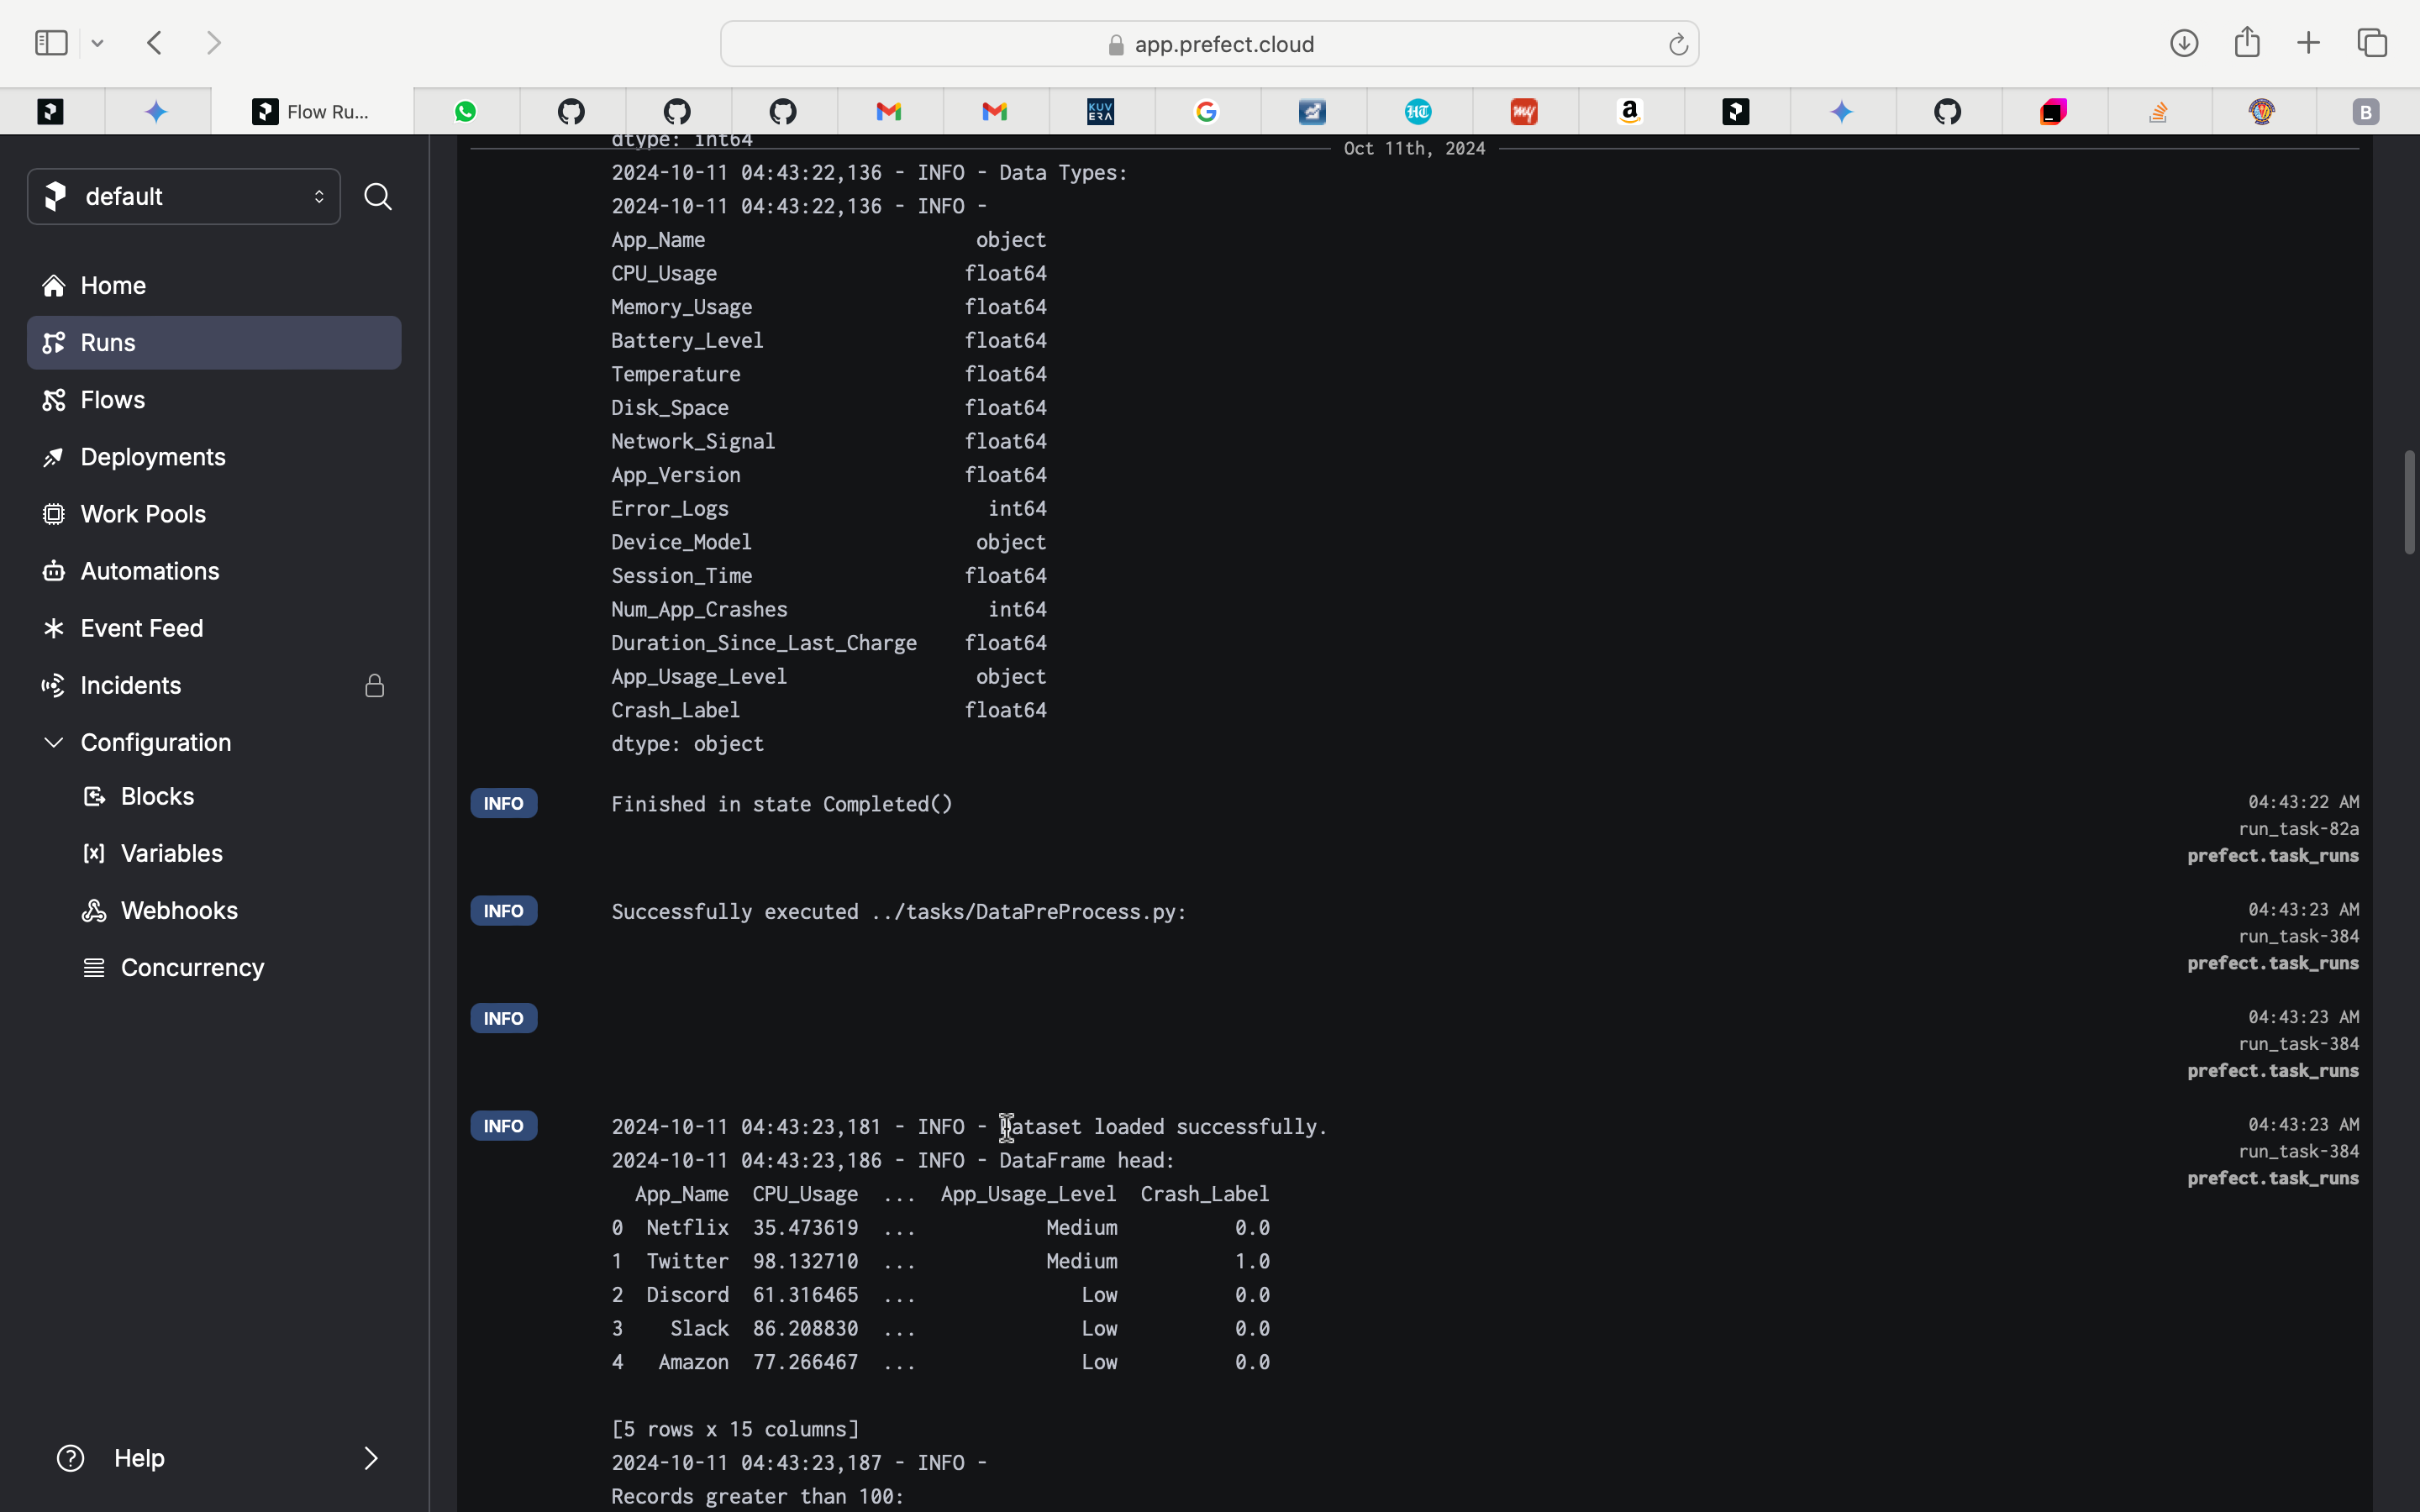 app.prefect.cloud
Flow Ru...
KUV
ERA
G
HT
my
a
B
default
Home
Runs
Flows
Deployments
Work Pools
Automations
Event Feed
Incidents
Configuration
Blocks
[x] Variables
Webhooks
Concurrency
? Help
dtype: int64
Oct 11th, 2024
2024-10-11 04:43:22,136 - INFO - Data Types:
2024-10-11 04:43:22,136 - INFO -
App_Name object
CPU_Usage float64
Memory_Usage float64
Battery_Level float64
Temperature float64
Disk_Space float64
Network_Signal float64
App_Version float64
Error_Logs int64
Device_Model object
Session_Time float64
Num_App_Crashes int64
Duration_Since_Last_Charge float64
App_Usage_Level object
Crash_Label float64
dtype: object
INFO Finished in state Completed() 04:43:22 AM
run_task-82a
prefect.task_runs
INFO Successfully executed ../tasks/DataPreProcess.py: 04:43:23 AM
run_task-384
prefect.task_runs
INFO 04:43:23 AM
run_task-384
prefect.task_runs
INFO 2024-10-11 04:43:23,181 - INFO - Dataset loaded successfully. 04:43:23 AM
2024-10-11 04:43:23,186 - INFO - DataFrame head: run_task-384
App_Name CPU_Usage ... App_Usage_Level Crash_Label prefect.task_runs
0 Netflix 35.473619 ... Medium 0.0
1 Twitter 98.132710 ... Medium 1.0
2 Discord 61.316465 ... Low 0.0
3 Slack 86.208830 ... Low 0.0
4 Amazon 77.266467 ... Low 0.0
[5 rows x 15 columns]
2024-10-11 04:43:23,187 - INFO -
Records greater than 100: